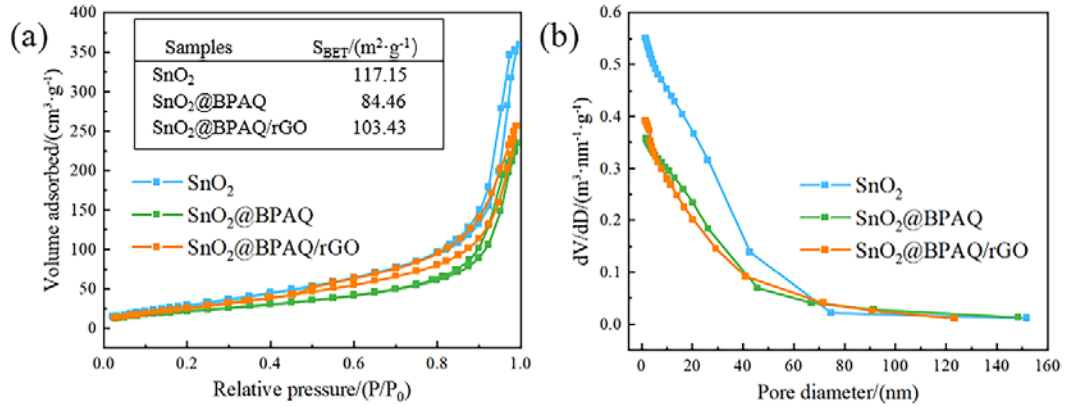 (a)
400
350
300
250
200
150
100
50
0
Volume adsorbed/(cm³·g⁻¹)
Samples S_BET/(m²·g⁻¹)
SnO₂ 117.15
SnO₂@BPAQ 84.46
SnO₂@BPAQ/rGO 103.43
SnO₂
SnO₂@BPAQ
SnO₂@BPAQ/rGO
0.0 0.2 0.4 0.6 0.8 1.0
Relative pressure/(P/P₀)
(b)
0.6
0.5
0.4
0.3
0.2
0.1
0.0
dV/dD/(m³·nm⁻¹·g⁻¹)
SnO₂
SnO₂@BPAQ
SnO₂@BPAQ/rGO
0 20 40 60 80 100 120 140 160
Pore diameter/(nm)